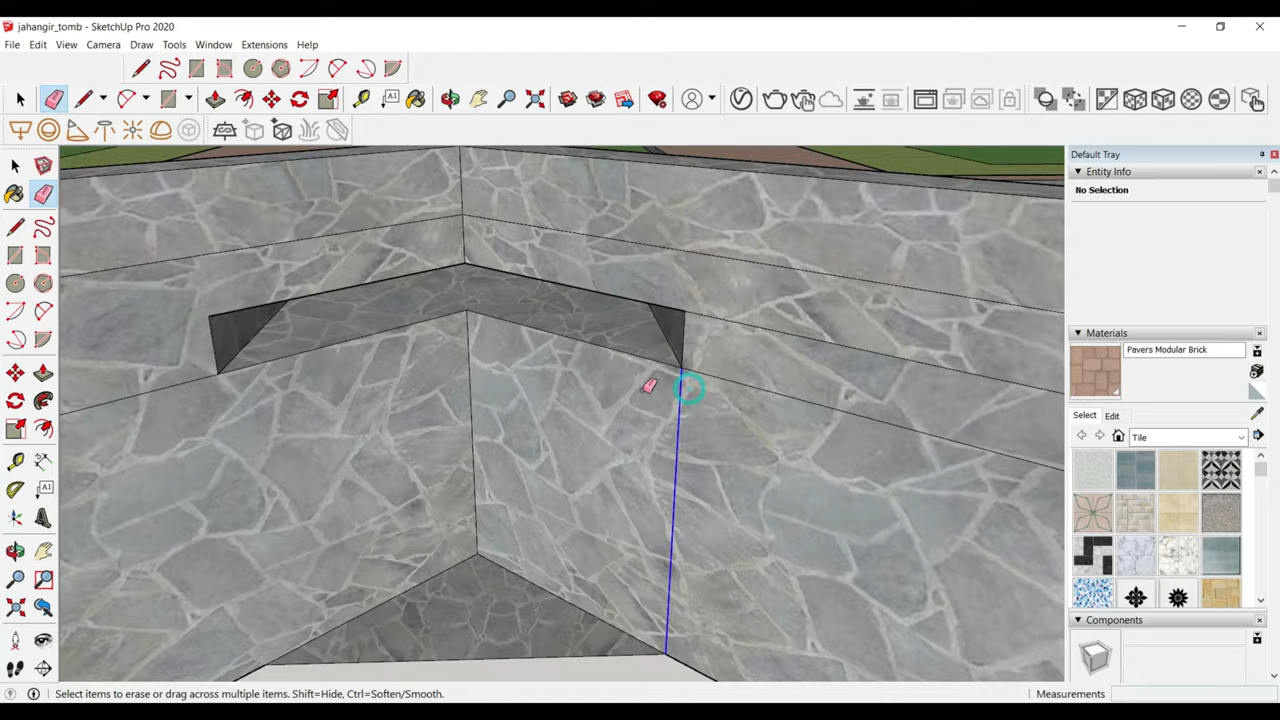 jahangir_tomb - SketchUp Pro 2020
File Edit View Camera Draw Tools Window Extensions Help
A1
Default Tray
Entity Info
No Selection
Materials
Pavers Modular Brick
Select Edit
Tile
A1
Components
Select items to erase or drag across multiple items. Shift=Hide, Ctrl=Soften/Smooth.
Measurements